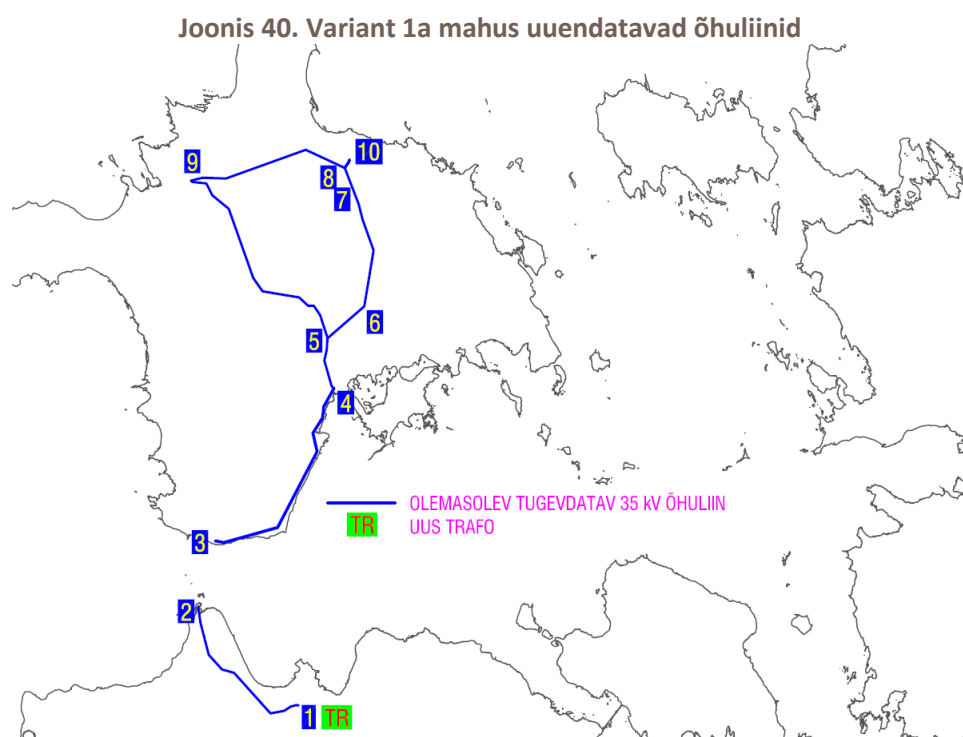 Joonis 40. Variant 1a mahus uuendatavad õhuliinid
9
10
8
7
6
5
4
OLEMASOLEV TUGEVDATAV 35 kV ÕHULIIN
TR UUS TRAFO
3
2
1 TR